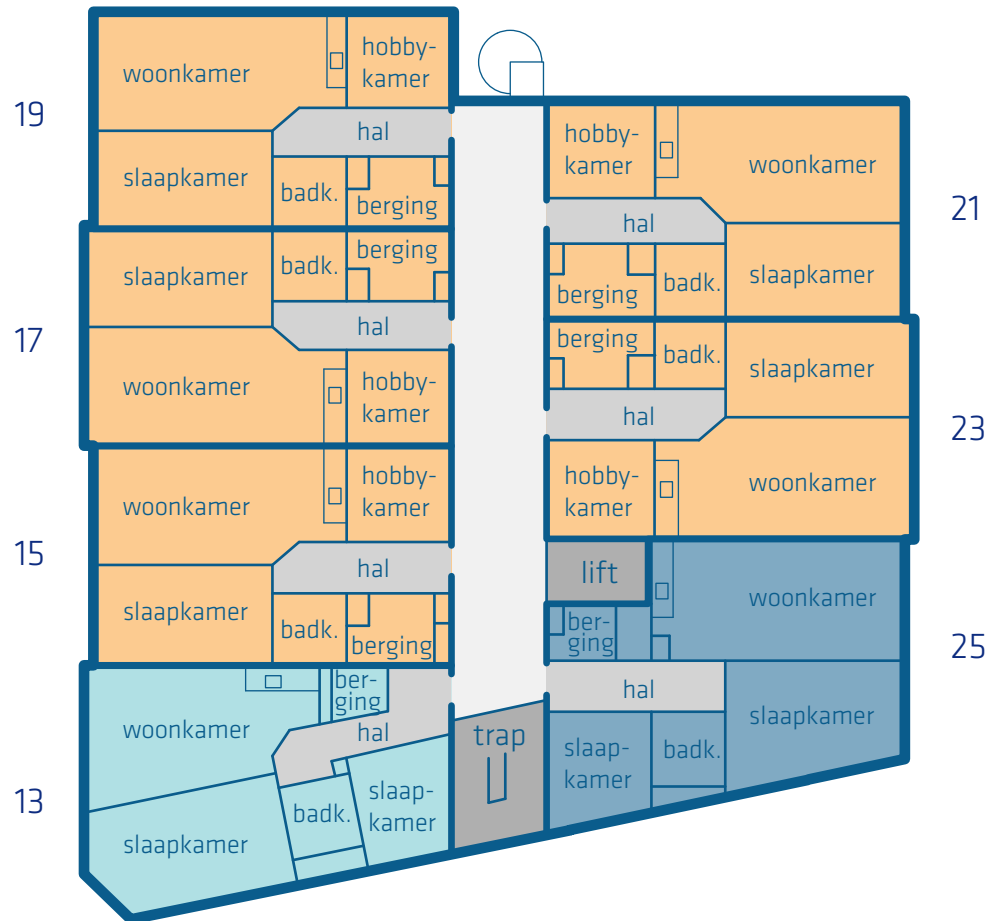 19
woonkamer
hobby-
kamer
hal
slaapkamer
badk.
berging
17
slaapkamer
badk.
berging
hal
woonkamer
hobby-
kamer
15
woonkamer
hobby-
kamer
hal
slaapkamer
badk.
berging
13
woonkamer
ber-
ging
hal
slaapkamer
badk.
slaap-
kamer
trap
21
hobby-
kamer
woonkamer
hal
berging
badk.
slaapkamer
23
berging
badk.
slaapkamer
hal
hobby-
kamer
woonkamer
lift
25
woonkamer
ber-
ging
hal
slaapkamer
slaap-
kamer
badk.